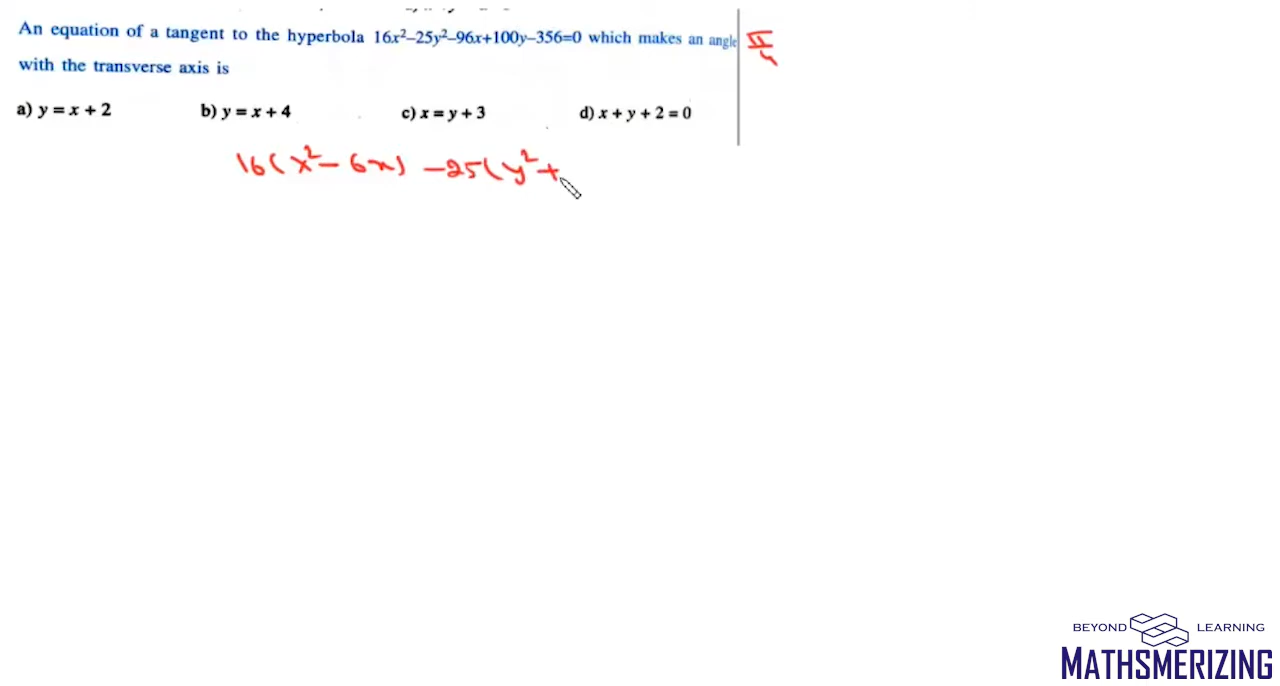 An equation of a tangent to the hyperbola 16x²–25y²–96x+100y–356=0 which makes an angle π/4
with the transverse axis is
a) y = x + 2 b) y = x + 4 c) x = y + 3 d) x + y + 2 = 0
16(x² – 6x) –25(y² +
BEYOND LEARNING
MATHSMERIZING